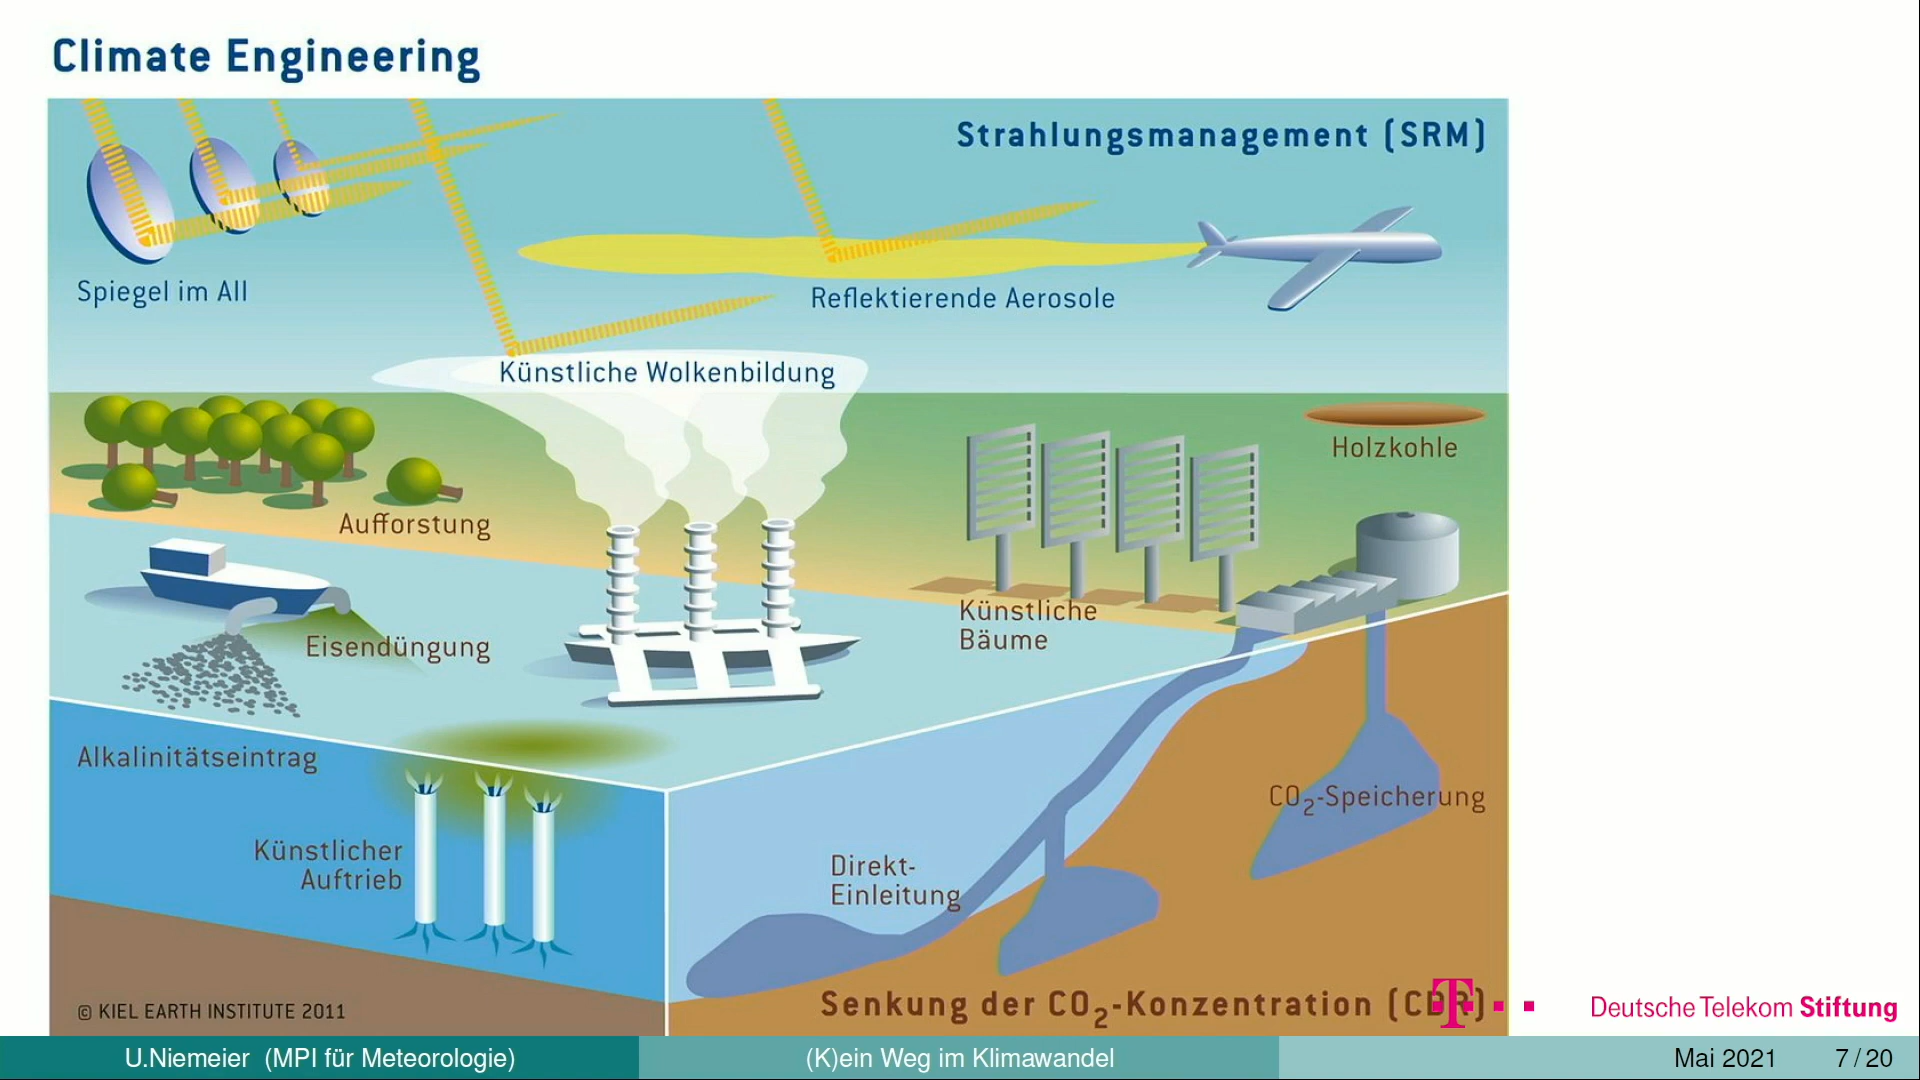 Climate Engineering
Strahlungsmanagement (SRM)
Spiegel im All
Reflektierende Aerosole
Künstliche Wolkenbildung
Holzkohle
Aufforstung
Künstliche
Bäume
Eisendüngung
Alkalinitätseintrag
CO2-Speicherung
Künstlicher
Auftrieb
Direkt-
Einleitung
© KIEL EARTH INSTITUTE 2011
Senkung der CO2-Konzentration (CDR)
T
Deutsche Telekom Stiftung
U.Niemeier (MPI für Meteorologie)
(K)ein Weg im Klimawandel
Mai 2021
7 / 20